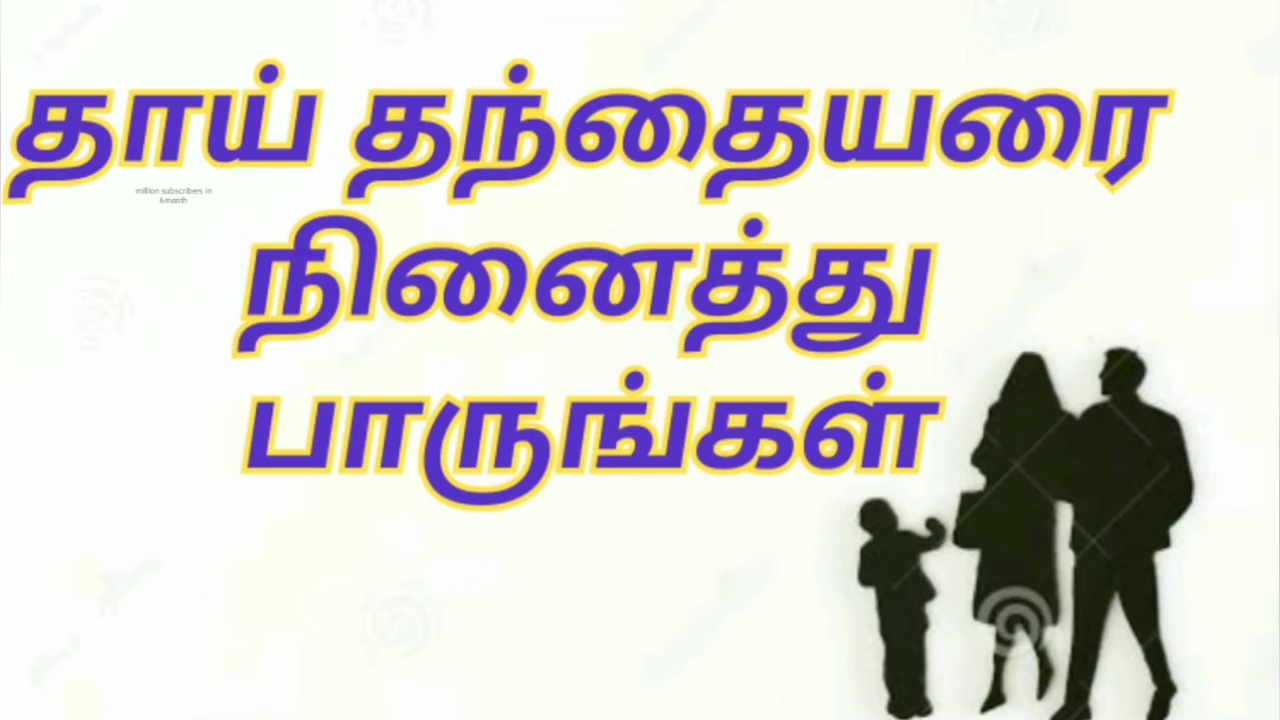 தாய் தந்தையரை
million subscribers in
6month
நினைத்து
பாருங்கள்